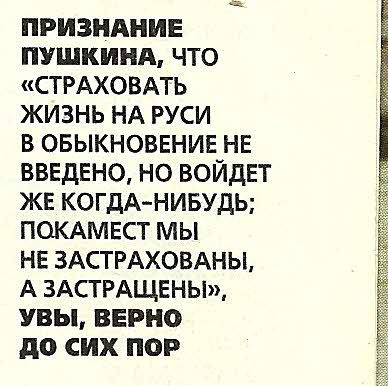 ПРИЗНАНИЕ
ПУШКИНА, ЧТО
«СТРАХОВАТЬ
ЖИЗНЬ НА РУСИ
В ОБЫКНОВЕНИЕ НЕ
ВВЕДЕНО, НО ВОЙДЕТ
ЖЕ КОГДА-НИБУДЬ;
ПОКАМЕСТ МЫ
НЕ ЗАСТРАХОВАНЫ,
А ЗАСТРАЩЕНЫ»,
УВЫ, ВЕРНО
ДО СИХ ПОР